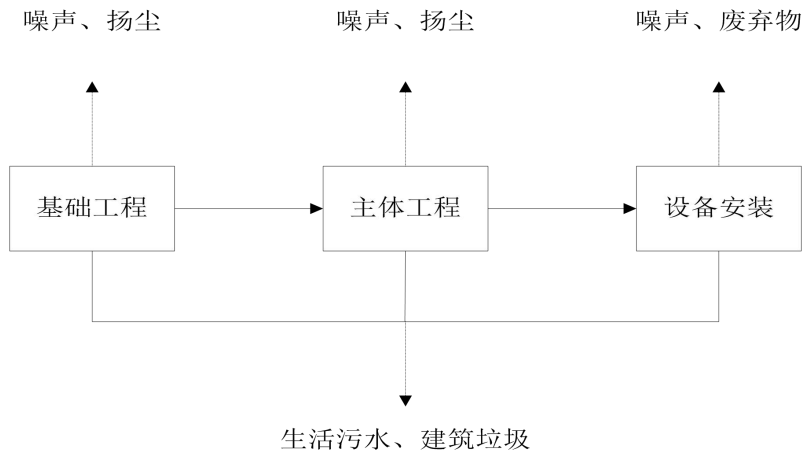 噪声、扬尘
噪声、扬尘
噪声、废弃物
基础工程
主体工程
设备安装
生活污水、建筑垃圾